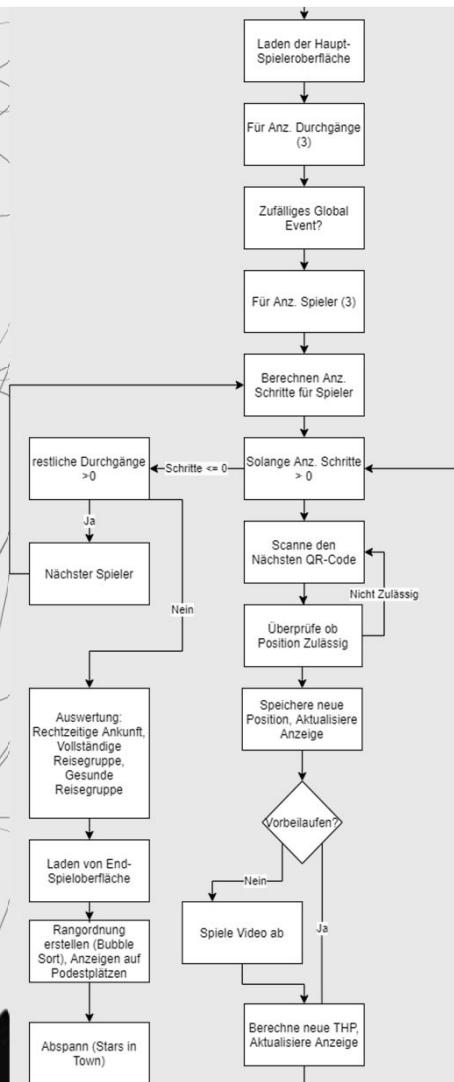 Laden der Haupt-
Spieleroberfläche
Für Anz. Durchgänge
(3)
Zufälliges Global
Event?
Für Anz. Spieler (3)
Berechnen Anz.
Schritte für Spieler
Solange Anz. Schritte
> 0
Schritte <= 0
restliche Durchgänge
>0
Ja
Nächster Spieler
Nein
Scanne den
Nächsten QR-Code
Nicht Zulässig
Überprüfe ob
Position Zulässig
Speichere neue
Position, Aktualisiere
Anzeige
Vorbeilaufen?
Nein
Ja
Spiele Video ab
Berechne neue THP,
Aktualisiere Anzeige
Auswertung:
Rechtzeitige Ankunft,
Vollständige
Reisegruppe,
Gesunde
Reisegruppe
Laden von End-
Spieloberfläche
Rangordnung
erstellen (Bubble
Sort), Anzeigen auf
Podestplätzen
Abspann (Stars in
Town)